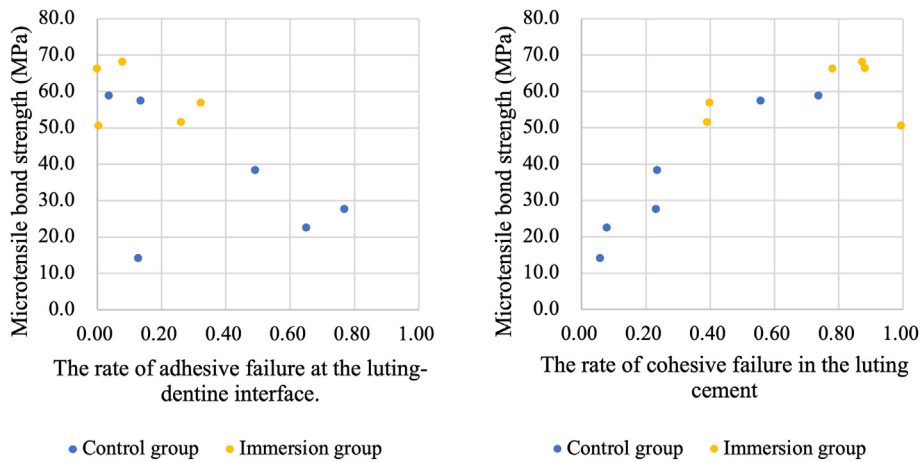 Microtensile bond strength (MPa)
80.0
70.0
60.0
50.0
40.0
30.0
20.0
10.0
0.0
0.00 0.20 0.40 0.60 0.80 1.00
The rate of adhesive failure at the luting-
dentine interface.
Control group Immersion group
Microtensile bond strength (MPa)
80.0
70.0
60.0
50.0
40.0
30.0
20.0
10.0
0.0
0.00 0.20 0.40 0.60 0.80 1.00
The rate of cohesive failure in the luting
cement
Control group Immersion group